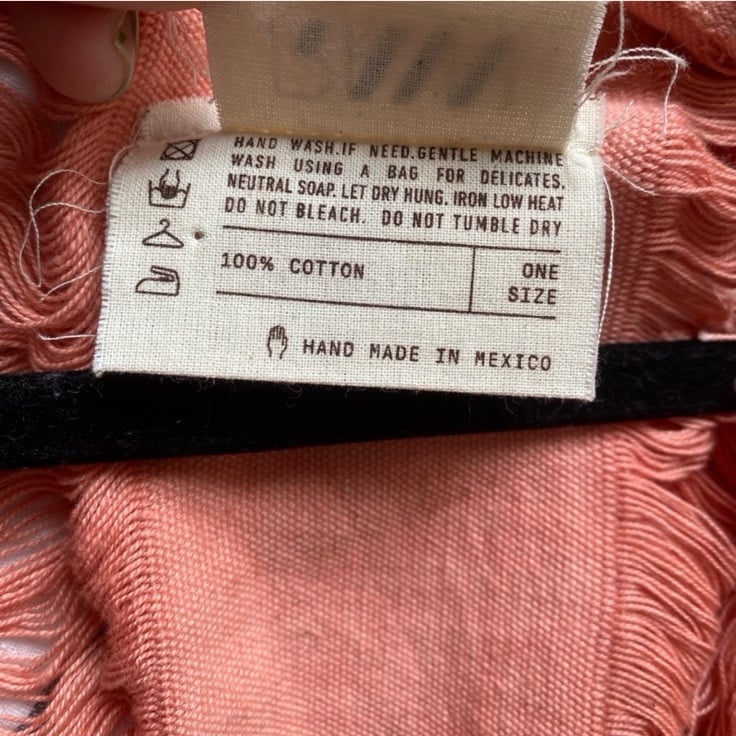 HAND WASH.IF NEED.GENTLE MACHINE
WASH USING A BAG FOR DELICATES.
NEUTRAL SOAP. LET DRY HUNG. IRON LOW HEAT
DO NOT BLEACH. DO NOT TUMBLE DRY
100% COTTON
ONE
SIZE
HAND MADE IN MEXICO